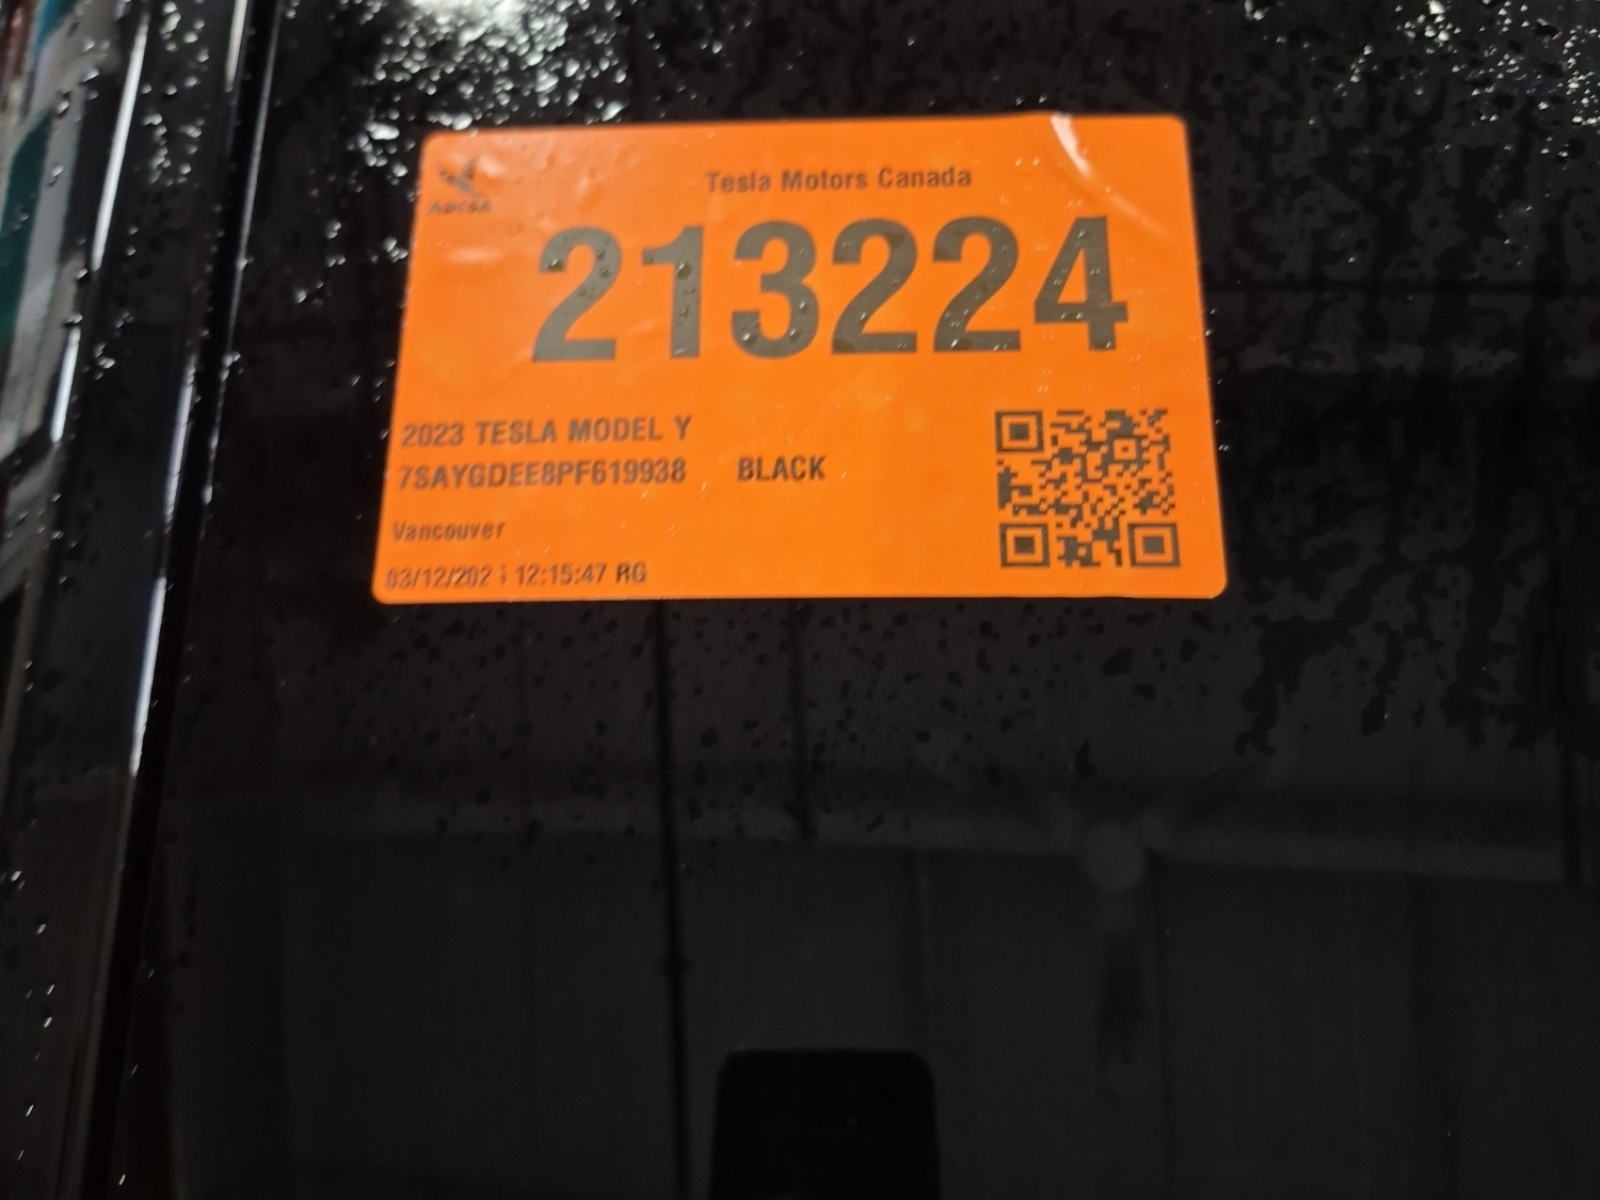 Tesla Motors Canada
213224
2023 TESLA MODEL Y
7SAYGDEE8PF619938 BLACK
Vancouver
12:15:47 RG